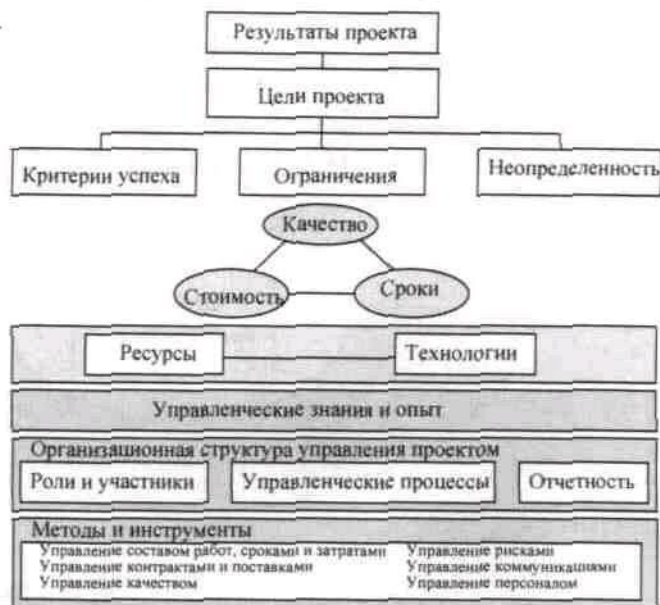 Результаты проекта
Цели проекта
Критерии успеха
Ограничения
Неопределенность
Качество
Стоимость
Сроки
Ресурсы
Технологии
Управленческие знания и опыт
Организационная структура управления проектом
Роли и участники
Управленческие процессы
Отчетность
Методы и инструменты
Управление составом работ, сроками и затратами
Управление контрактами и поставками
Управление качеством
Управление рисками
Управление коммуникациями
Управление персоналом